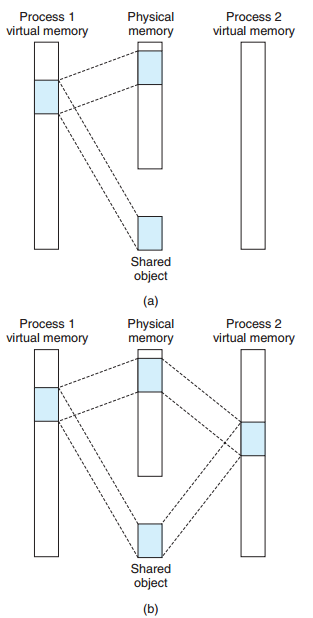 Process 1 Physical Process 2
virtual memory memory virtual memory
Shared
object
(a)
Process 1 Physical Process 2
virtual memory memory virtual memory
Shared
object
(b)